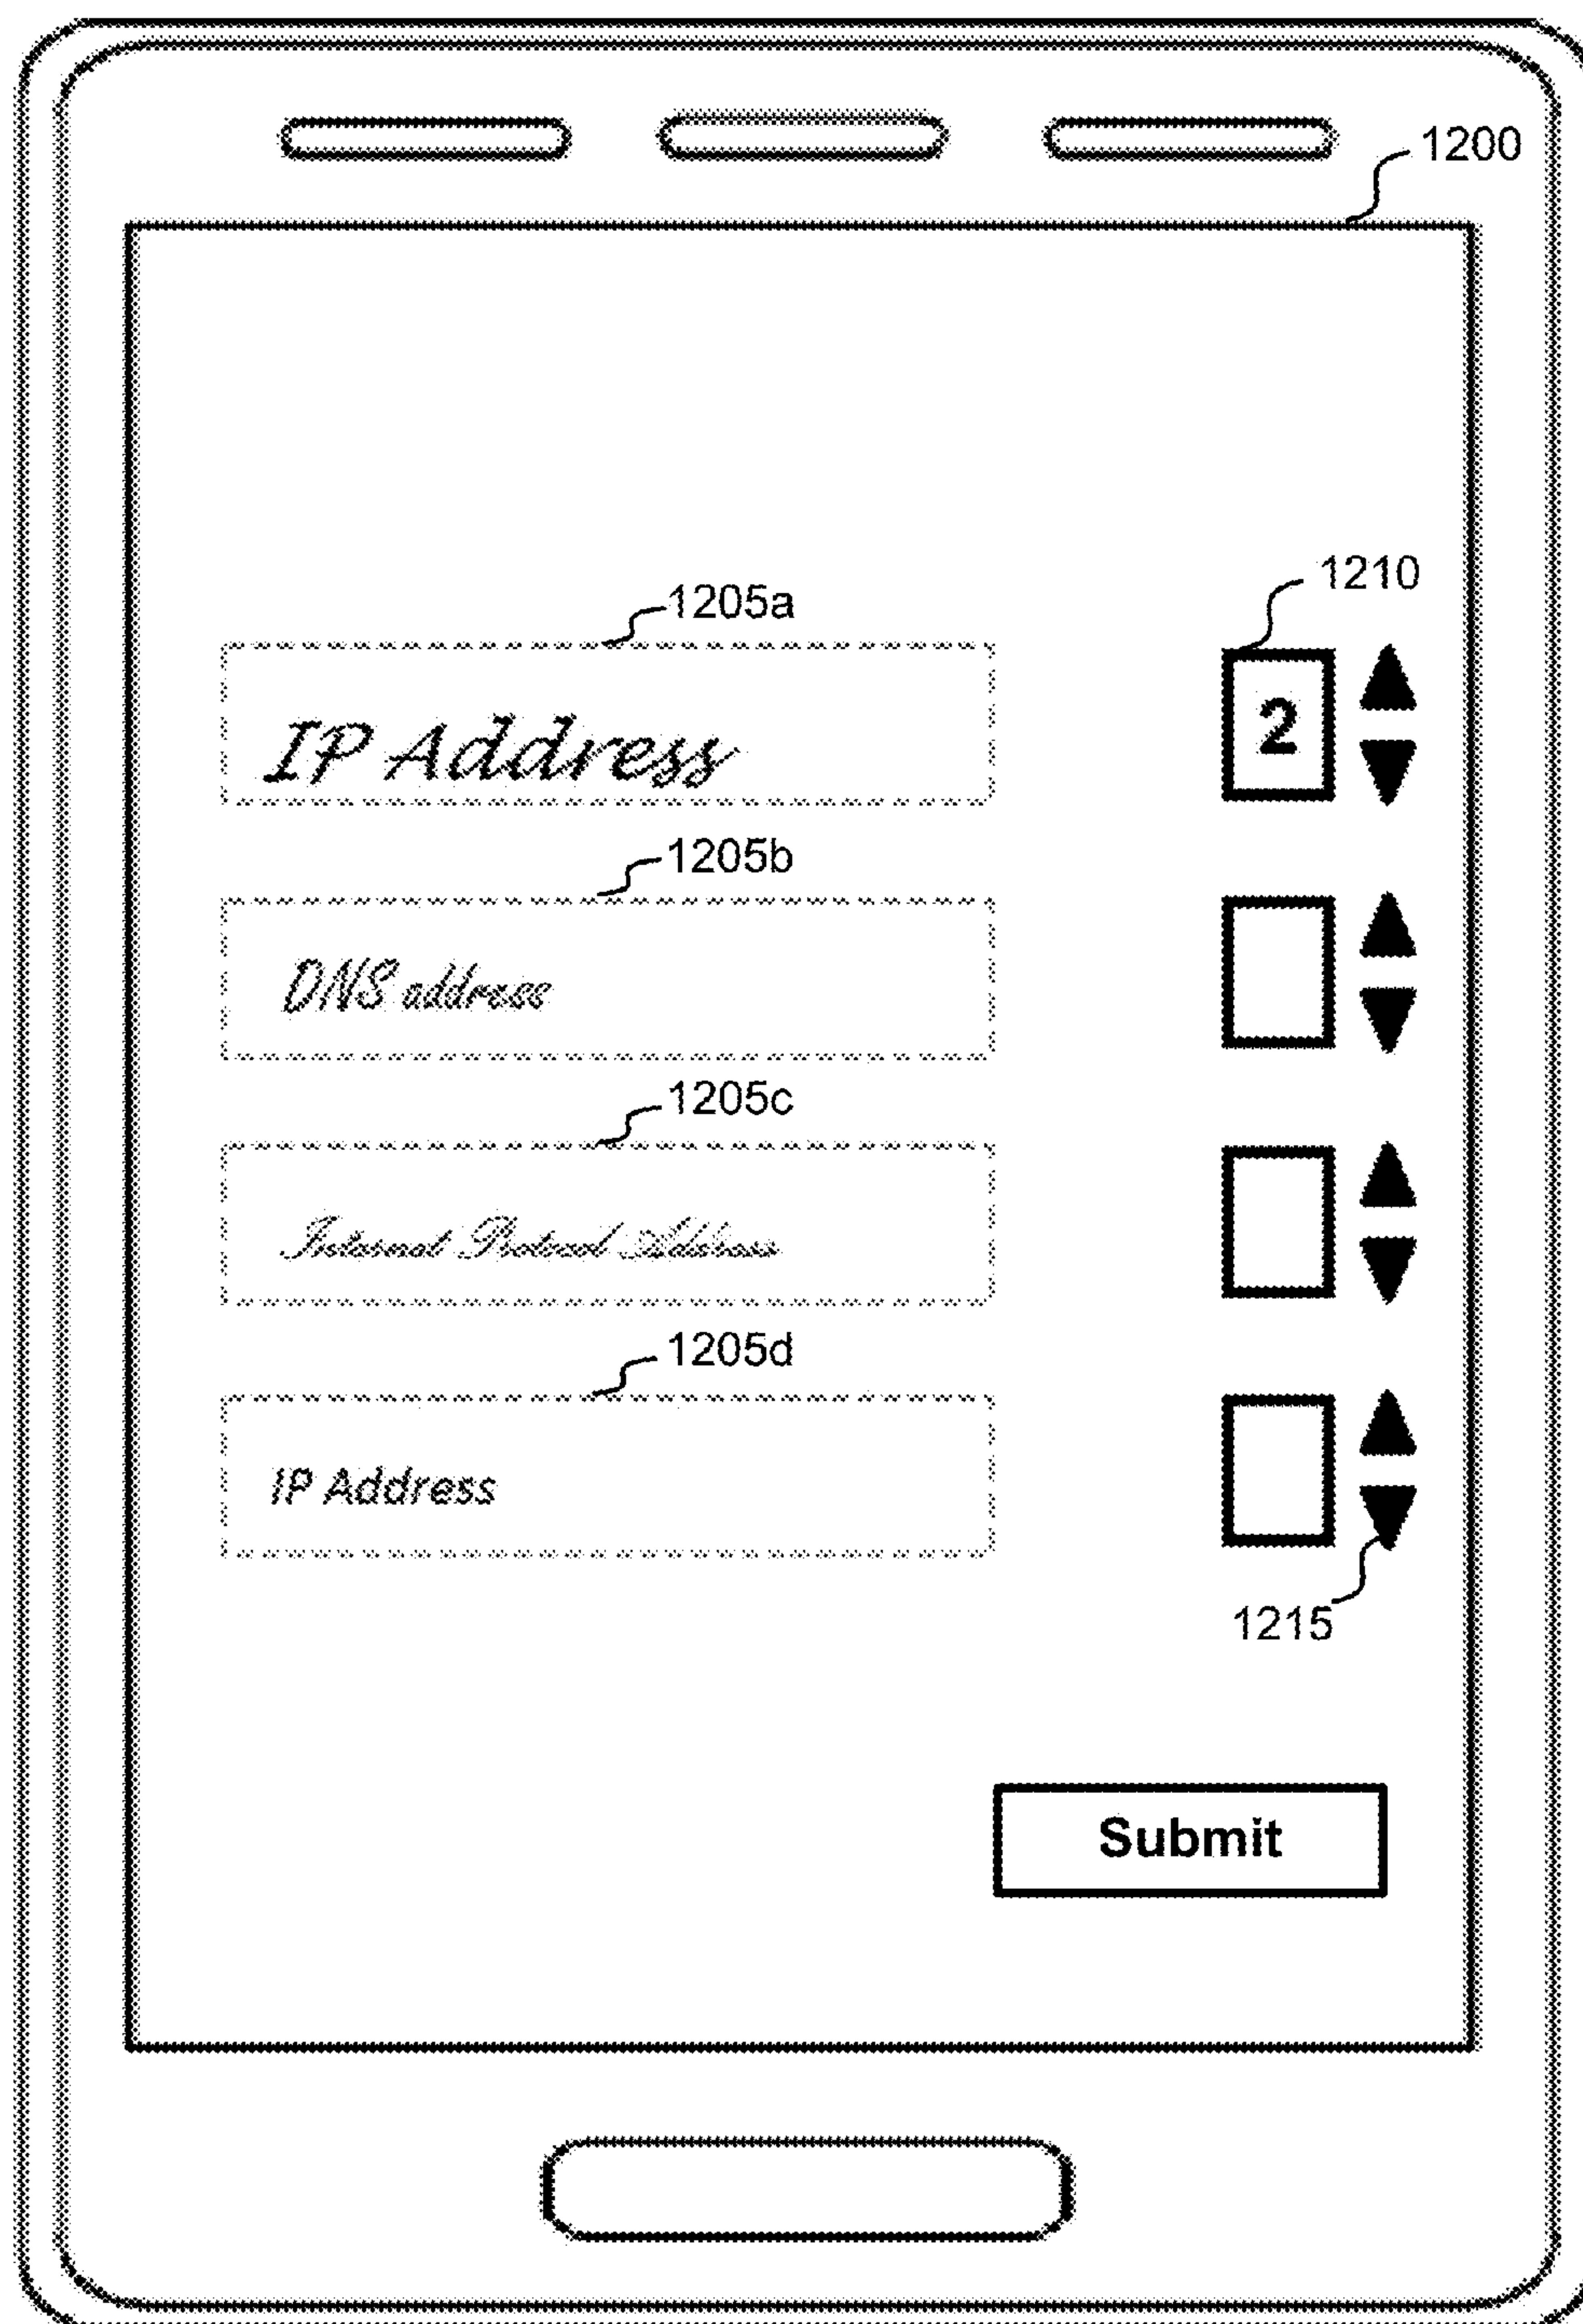 1200
1210
1205a
IP Address
2
1205b
DNS address
1205c
Internet Protocol Address
1205d
IP Address
1215
Submit